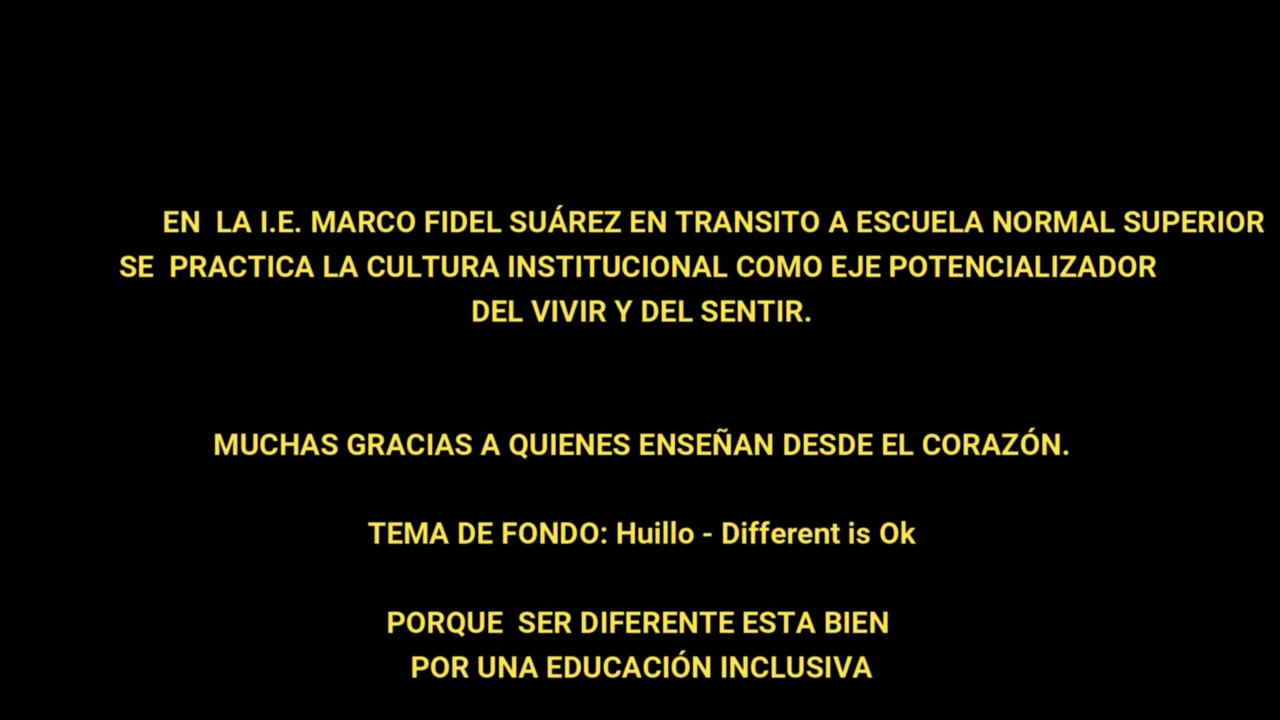 EN  LA I.E. MARCO FIDEL SUÁREZ EN TRANSITO A ESCUELA NORMAL SUPERIOR
SE  PRACTICA LA CULTURA INSTITUCIONAL COMO EJE POTENCIALIZADOR
DEL VIVIR Y DEL SENTIR.
MUCHAS GRACIAS A QUIENES ENSEÑAN DESDE EL CORAZÓN.
TEMA DE FONDO: Huillo - Different is Ok
PORQUE  SER DIFERENTE ESTA BIEN
POR UNA EDUCACIÓN INCLUSIVA